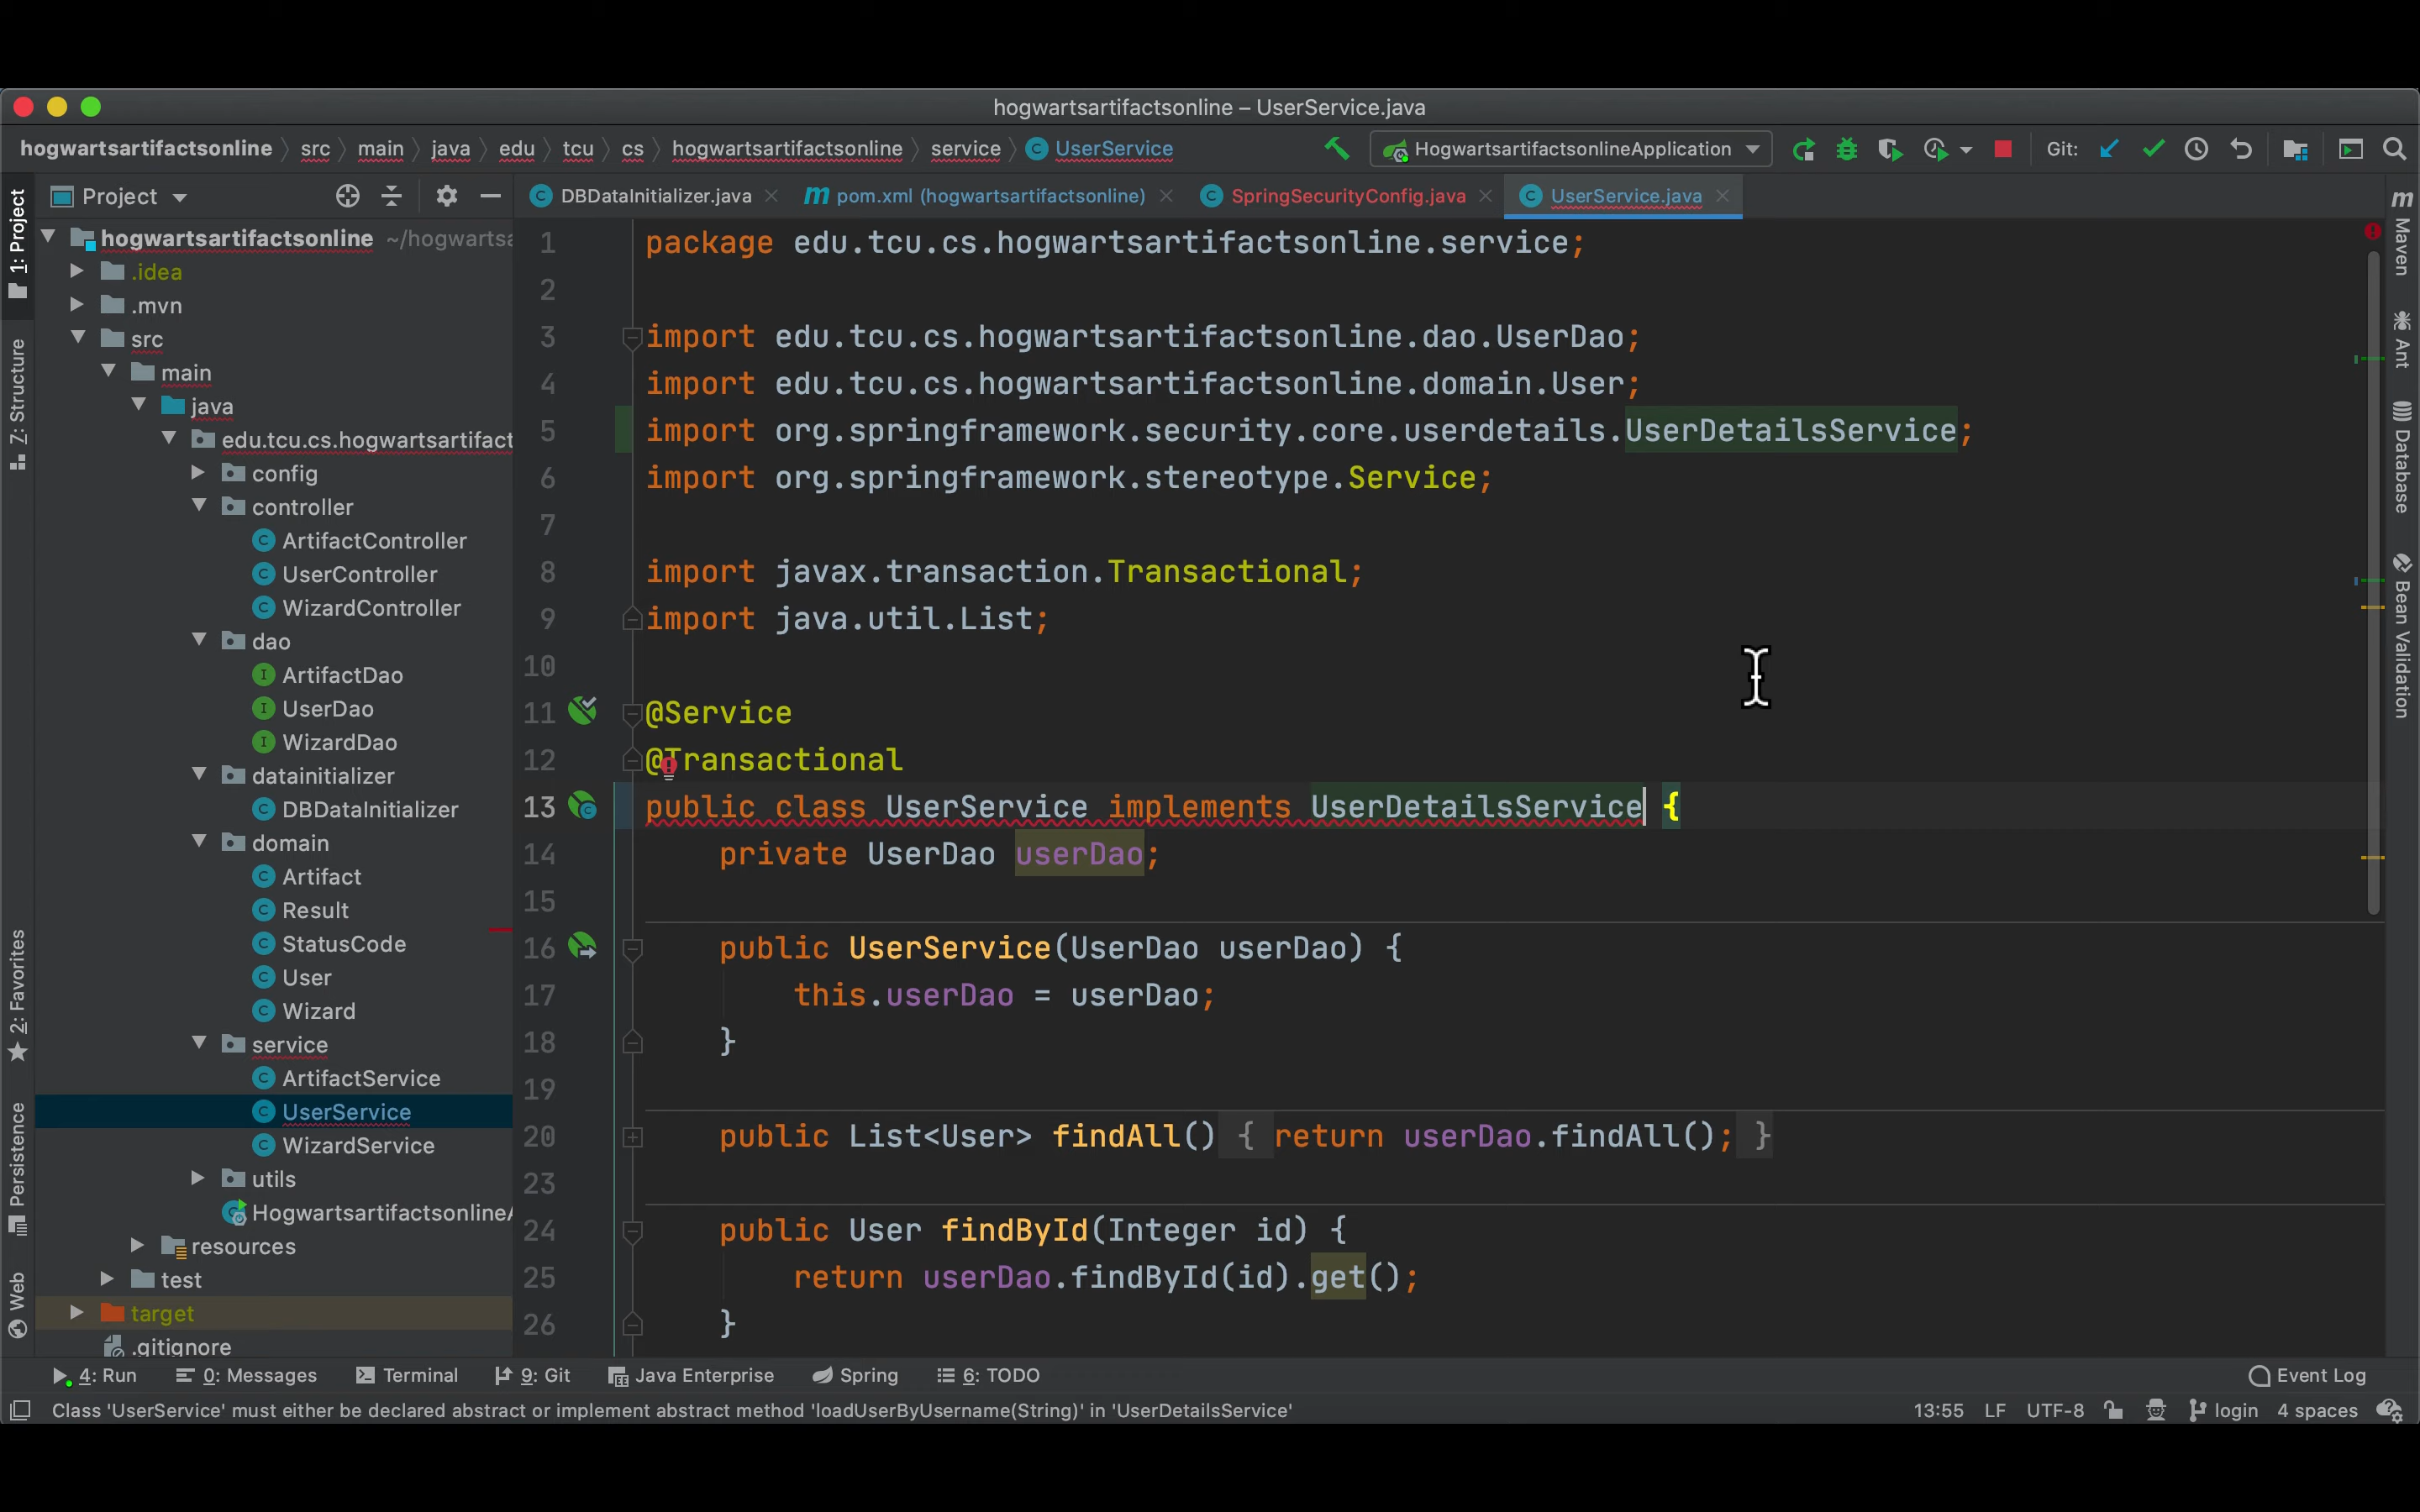 hogwartsartifactsonline – UserService.java
hogwartsartifactsonline src main java edu tcu cs hogwartsartifactsonline service UserService HogwartsartifactsonlineApplication Git:
Project
DBDataInitializer.java pom.xml (hogwartsartifactsonline) SpringSecurityConfig.java UserService.java
1: Project
7: Structure
2: Favorites
Persistence
Web
hogwartsartifactsonline ~/hogwartsa
.idea
.mvn
src
main
java
edu.tcu.cs.hogwartsartifact
config
controller
ArtifactController
UserController
WizardController
dao
ArtifactDao
UserDao
WizardDao
datainitializer
DBDataInitializer
domain
Artifact
Result
StatusCode
User
Wizard
service
ArtifactService
UserService
WizardService
utils
HogwartsartifactsonlineA
resources
test
target
.gitignore
1 package edu.tcu.cs.hogwartsartifactsonline.service;
2
3 import edu.tcu.cs.hogwartsartifactsonline.dao.UserDao;
4 import edu.tcu.cs.hogwartsartifactsonline.domain.User;
5 import org.springframework.security.core.userdetails.UserDetailsService;
6 import org.springframework.stereotype.Service;
7
8 import javax.transaction.Transactional;
9 import java.util.List;
10
11 @Service
12 @Transactional
13 public class UserService implements UserDetailsService {
14 private UserDao userDao;
15
16 public UserService(UserDao userDao) {
17 this.userDao = userDao;
18 }
19
20 public List<User> findAll() { return userDao.findAll(); }
23
24 public User findById(Integer id) {
25 return userDao.findById(id).get();
26 }
m Maven
Ant
Database
Bean Validation
4: Run 0: Messages Terminal 9: Git Java Enterprise Spring 6: TODO Event Log
Class 'UserService' must either be declared abstract or implement abstract method 'loadUserByUsername(String)' in 'UserDetailsService' 13:55 LF UTF-8 login 4 spaces